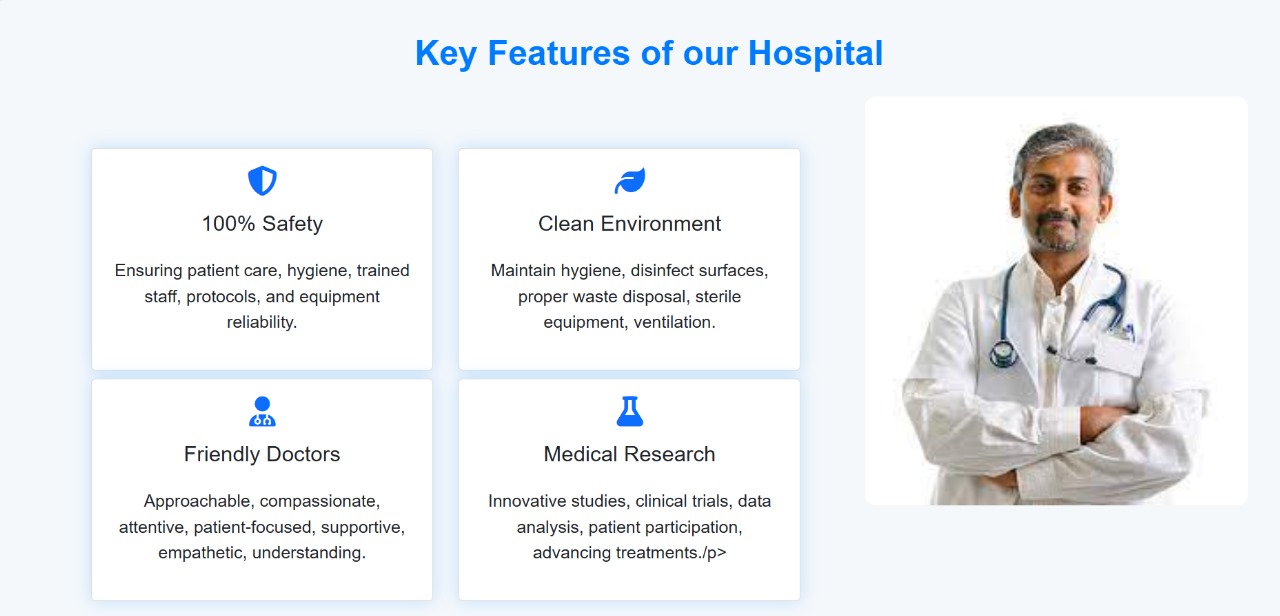 Key Features of our Hospital
100% Safety
Ensuring patient care, hygiene, trained
staff, protocols, and equipment
reliability.
Clean Environment
Maintain hygiene, disinfect surfaces,
proper waste disposal, sterile
equipment, ventilation.
Friendly Doctors
Approachable, compassionate,
attentive, patient-focused, supportive,
empathetic, understanding.
Medical Research
Innovative studies, clinical trials, data
analysis, patient participation,
advancing treatments./p>